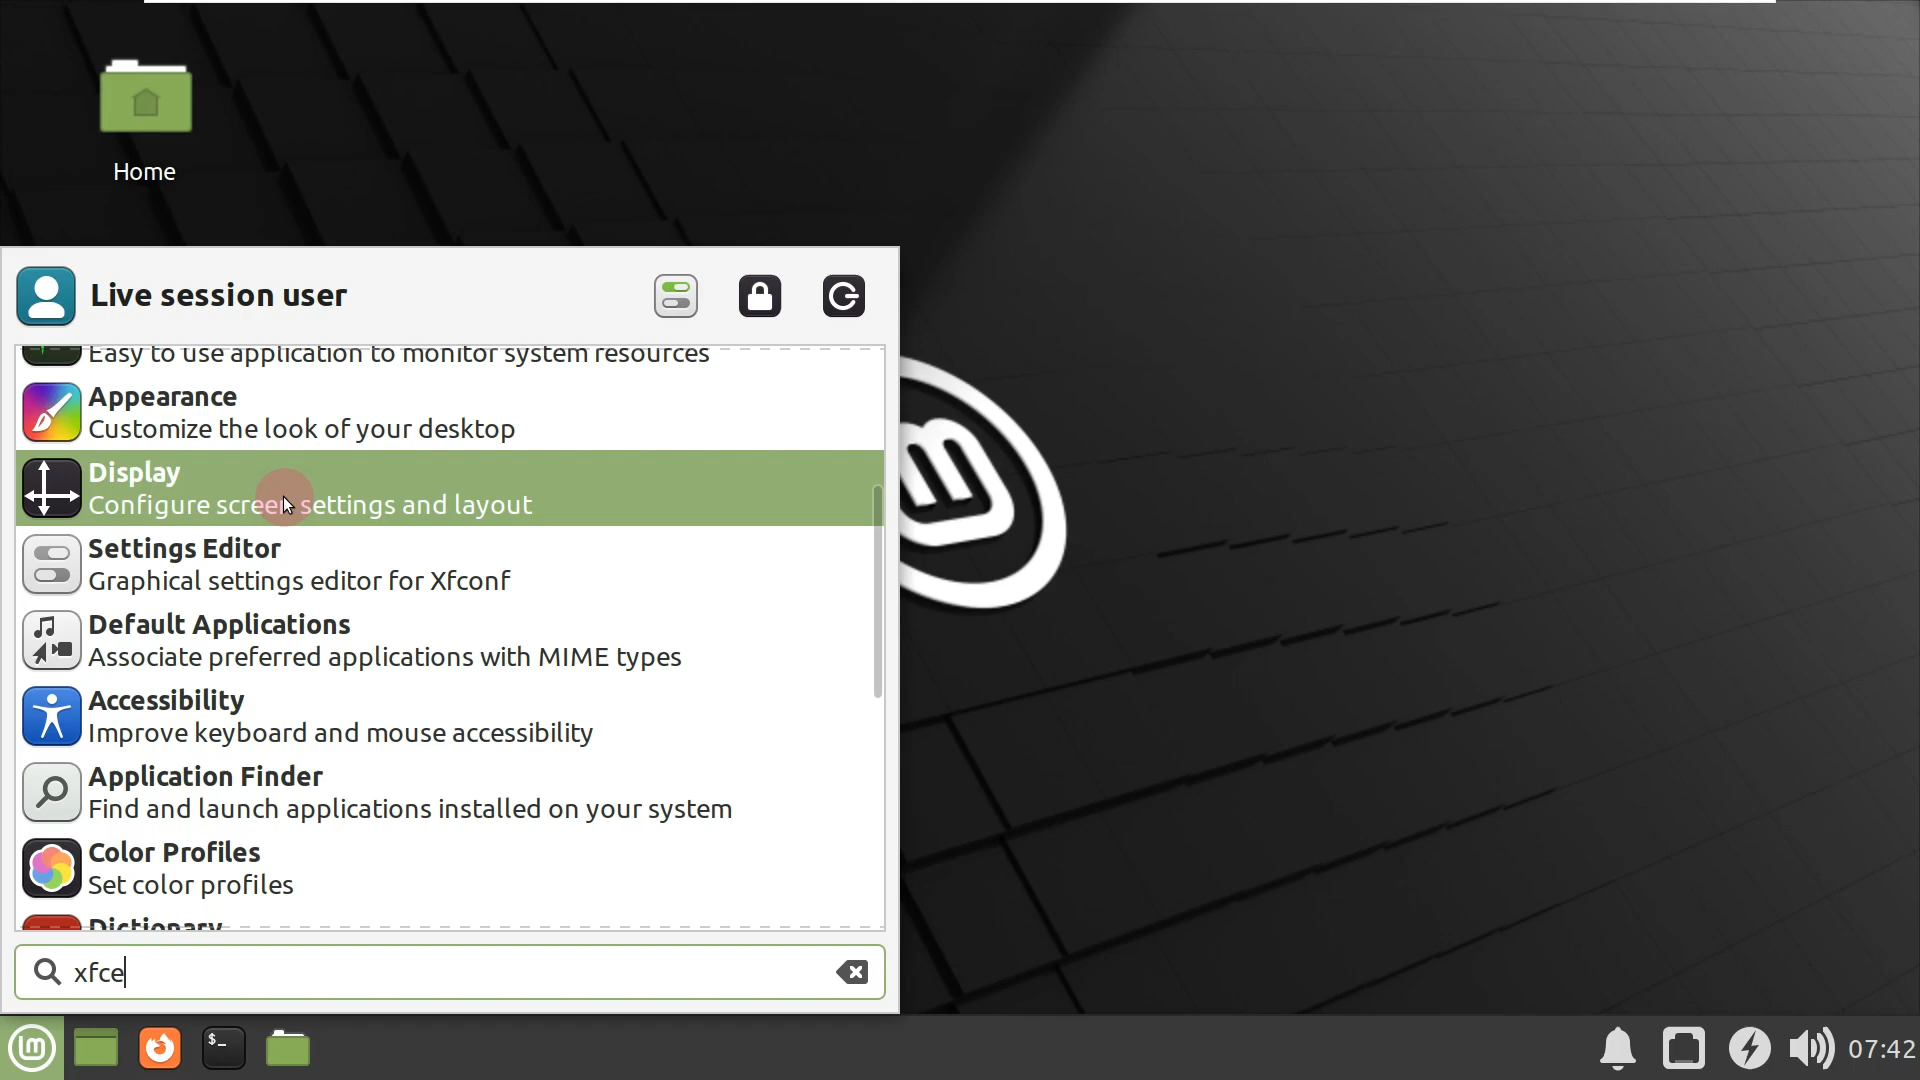 Home
Live session user
Easy to use application to monitor system resources
Appearance
Customize the look of your desktop
Display
Configure screen settings and layout
Settings Editor
Graphical settings editor for Xfconf
Default Applications
Associate preferred applications with MIME types
Accessibility
Improve keyboard and mouse accessibility
Application Finder
Find and launch applications installed on your system
Color Profiles
Set color profiles
Dictionary
xfce
$_
07:42